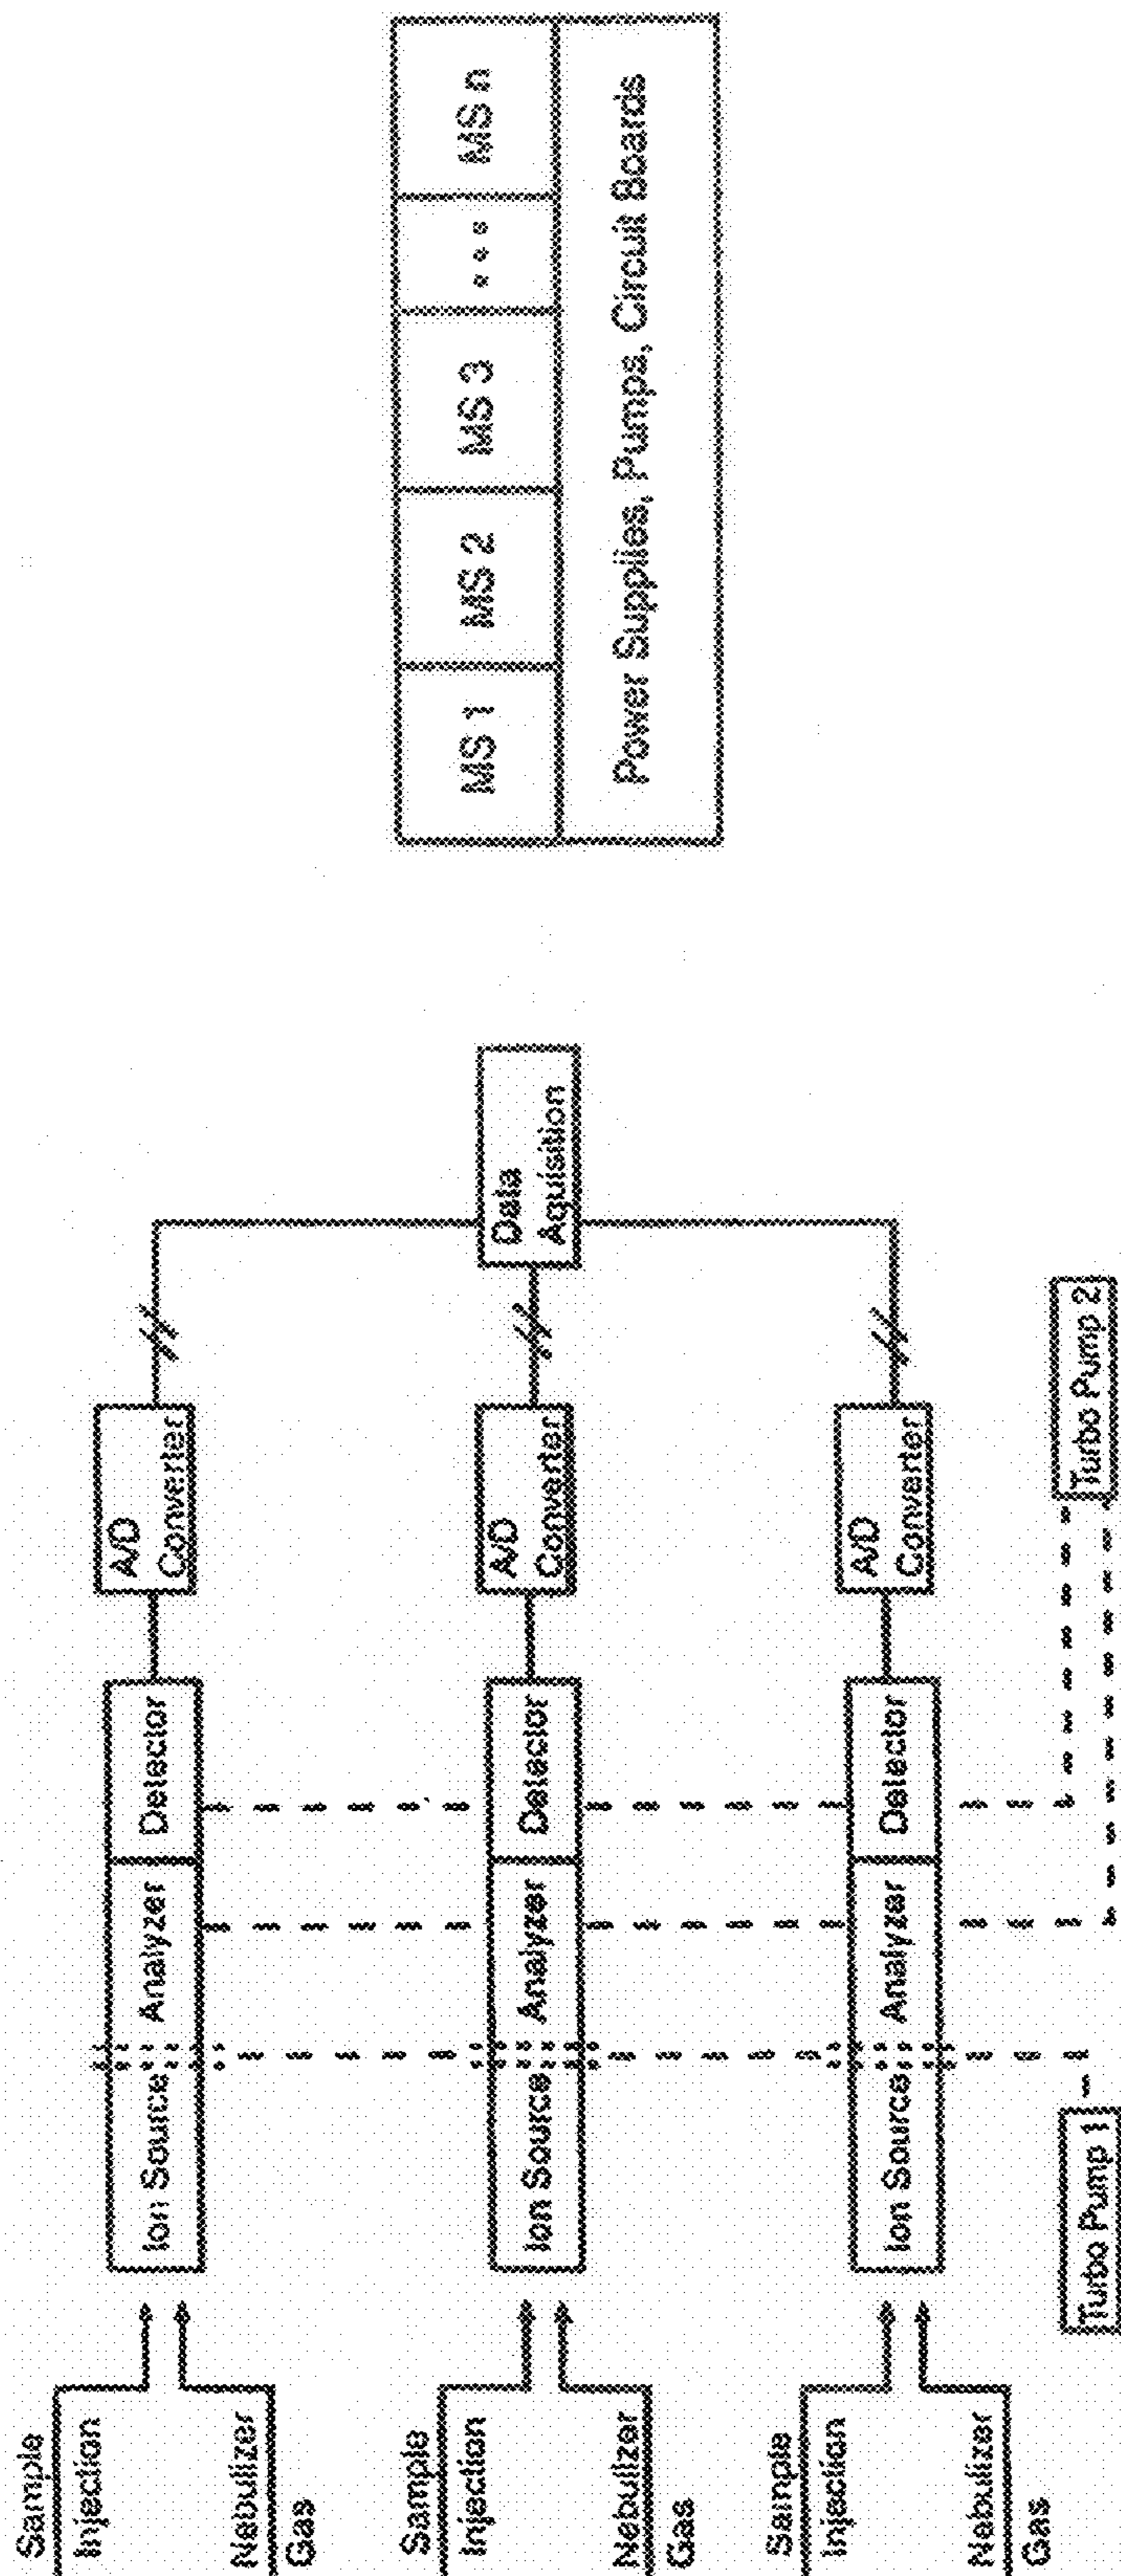 Sample
Injection
Ion Source
Analyzer
Detector
A/D
Converter
Nebulizer
Gas
Sample
Injection
Ion Source
Analyzer
Detector
A/D
Converter
Data
Aquisition
Nebulizer
Gas
Sample
Injection
Ion Source
Analyzer
Detector
A/D
Converter
Nebulizer
Gas
Turbo Pump 1
Turbo Pump 2
MS 1
MS 2
MS 3
•••
MS n
Power Supplies, Pumps, Circuit Boards